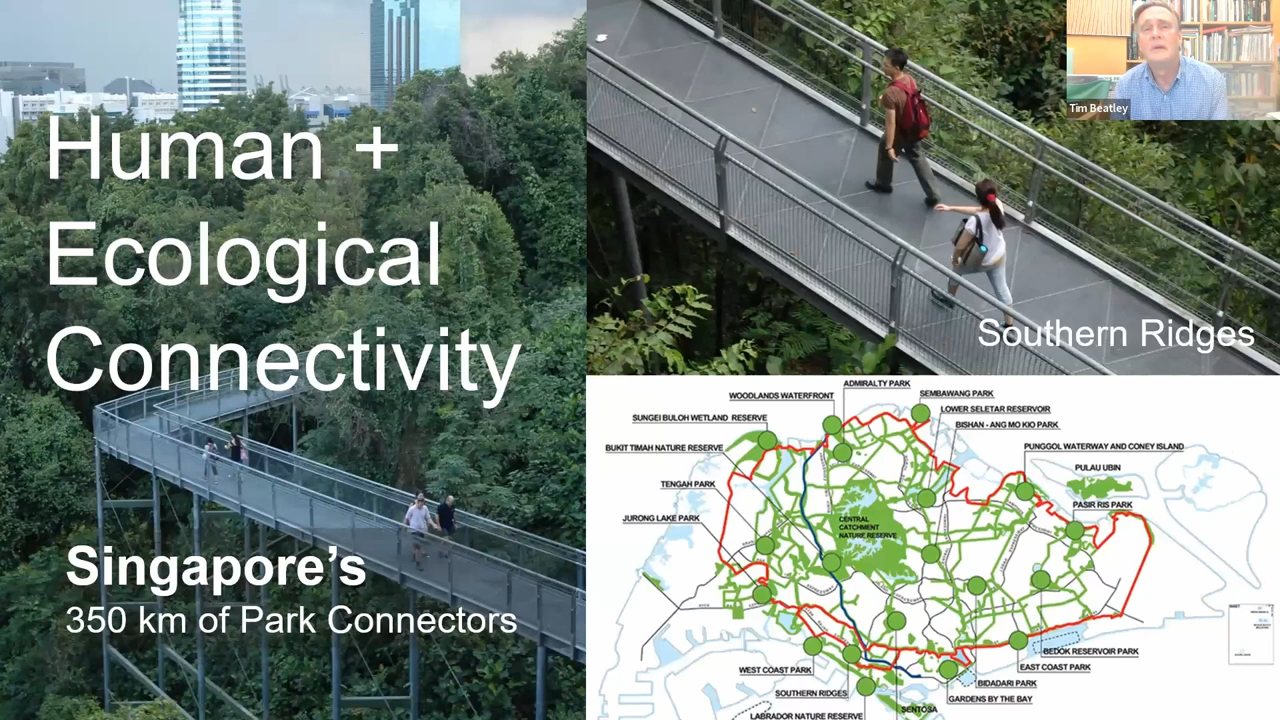 Human +
Ecological
Connectivity
Singapore's
350 km of Park Connectors
Tim Beatley
Southern Ridges
ADMIRALTY PARK
WOODLANDS WATERFRONT
SEMBAWANG PARK
LOWER SELETAR RESERVOIR
SUNGEI BULOH WETLAND RESERVE
BISHAN - ANG MO KIO PARK
BUKIT TIMAH NATURE RESERVE
PUNGGOL WATERWAY AND CONEY ISLAND
PULAU UBIN
TENGAH PARK
PASIR RIS PARK
JURONG LAKE PARK
CENTRAL
CATCHMENT
NATURE RESERVE
BEDOK RESERVOIR PARK
WEST COAST PARK
EAST COAST PARK
BIDADARI PARK
SOUTHERN RIDGES
GARDENS BY THE BAY
SENTOSA
LABRADOR NATURE RESERVE